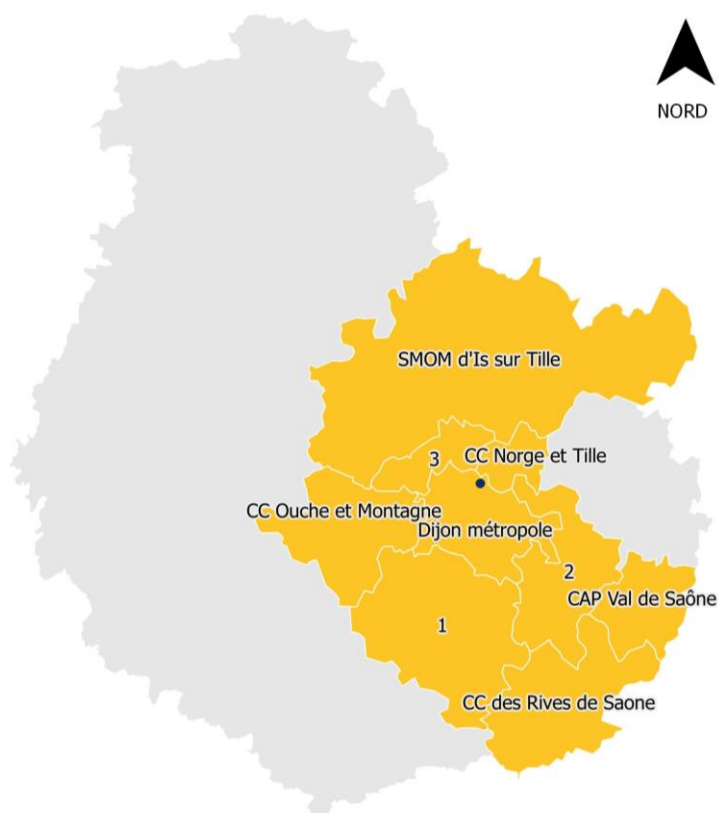 NORD
SMOM d'Is sur Tille
3
CC Norge et Tille
CC Ouche et Montagne
Dijon métropole
2
CAP Val de Saône
1
CC des Rives de Saone